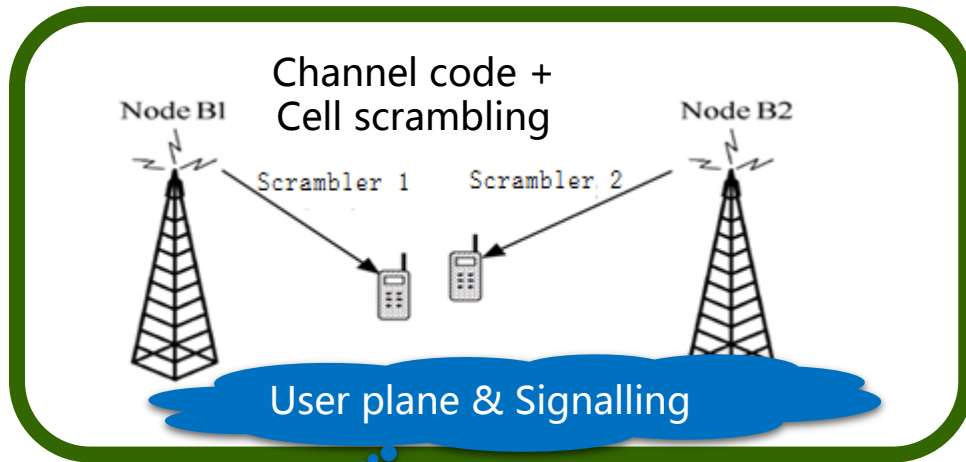 Channel code +
Cell scrambling
Node B1
Node B2
Scrambler 1
Scrambler 2
User plane & Signalling